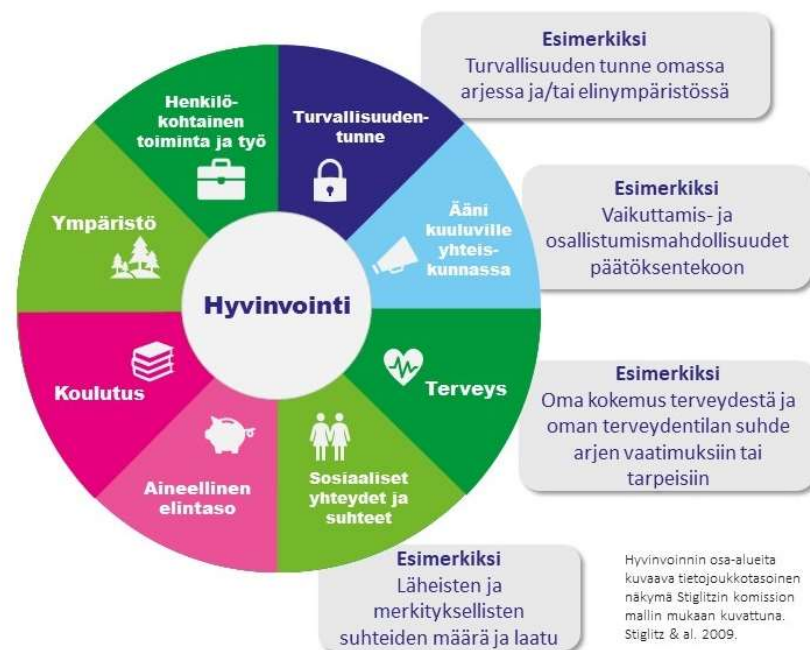 Esimerkiksi
Turvallisuuden tunne omassa
arjessa ja/tai elinympäristössä
Henkilö-
kohtainen
toiminta ja työ
Turvallisuuden-
tunne
Esimerkiksi
Vaikuttamis- ja
osallistumismahdollisuudet
päätöksentekoon
Ympäristö
Ääni
kuuluville
yhteis-
kunnassa
Hyvinvointi
Koulutus
Terveys
Esimerkiksi
Oma kokemus terveydestä ja
oman terveydentilan suhde
arjen vaatimuksiin tai
tarpeisiin
Aineellinen
elintaso
Sosiaaliset
yhteydet ja
suhteet
Esimerkiksi
Läheisten ja
merkityksellisten
suhteiden määrä ja laatu
Hyvinvoinnin osa-alueita
kuvaava tietojoukkotasoinen
näkymä Stiglitzin komission
mallin mukaan kuvattuna.
Stiglitz & al. 2009.